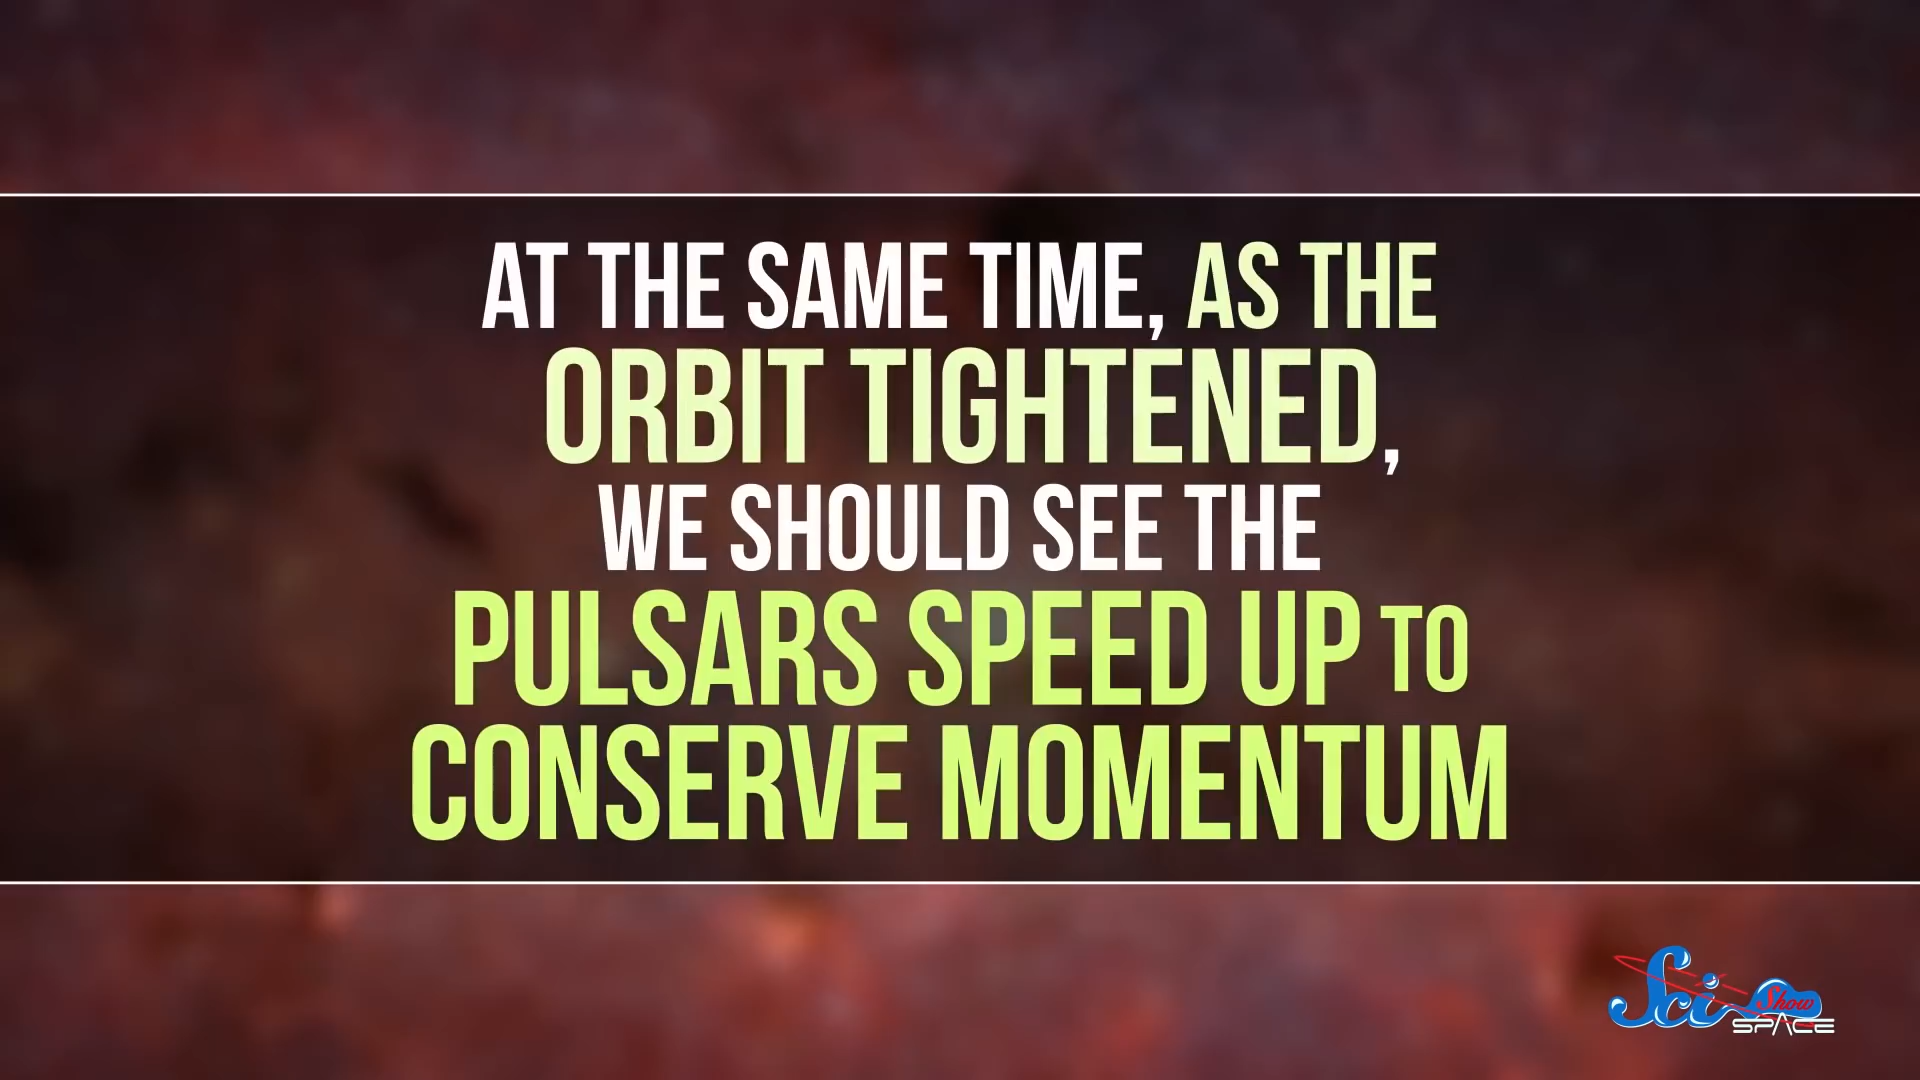 AT THE SAME TIME, AS THE
ORBIT TIGHTENED,
WE SHOULD SEE THE
PULSARS SPEED UP TO
CONSERVE MOMENTUM
Sci Show
SPACE